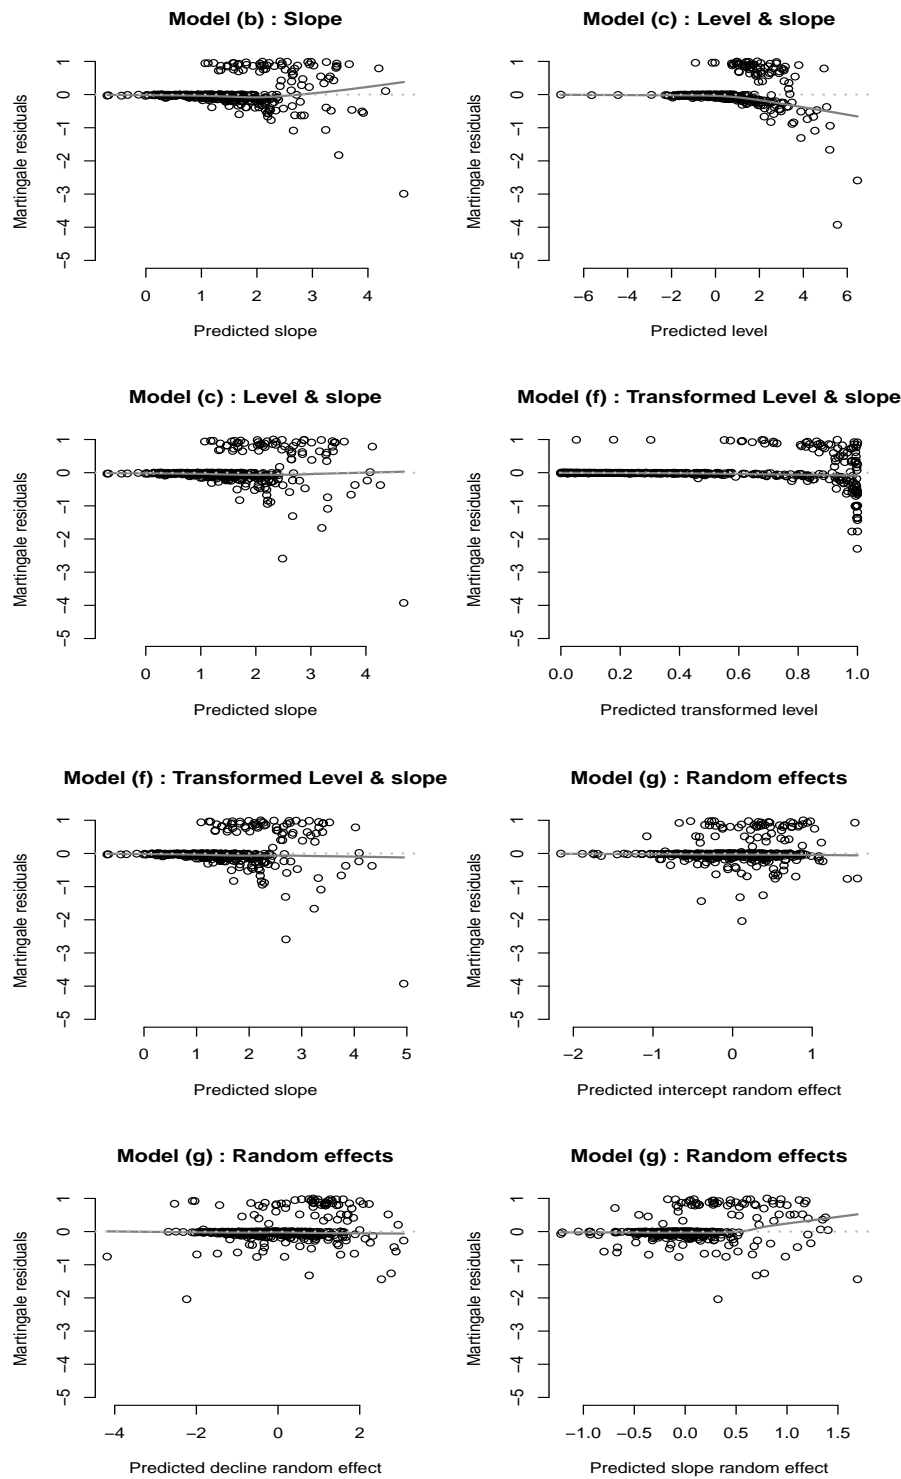 Model (b) : Slope
Martingale residuals
1
0
−1
−2
−3
−4
−5
0 1 2 3 4
Predicted slope
Model (c) : Level & slope
Martingale residuals
1
0
−1
−2
−3
−4
−5
−6 −4 −2 0 2 4 6
Predicted level
Model (c) : Level & slope
Martingale residuals
1
0
−1
−2
−3
−4
−5
0 1 2 3 4
Predicted slope
Model (f) : Transformed Level & slope
Martingale residuals
1
0
−1
−2
−3
−4
−5
0.0 0.2 0.4 0.6 0.8 1.0
Predicted transformed level
Model (f) : Transformed Level & slope
Martingale residuals
1
0
−1
−2
−3
−4
−5
0 1 2 3 4 5
Predicted slope
Model (g) : Random effects
Martingale residuals
1
0
−1
−2
−3
−4
−5
−2 −1 0 1
Predicted intercept random effect
Model (g) : Random effects
Martingale residuals
1
0
−1
−2
−3
−4
−5
−4 −2 0 2
Predicted decline random effect
Model (g) : Random effects
Martingale residuals
1
0
−1
−2
−3
−4
−5
−1.0 −0.5 0.0 0.5 1.0 1.5
Predicted slope random effect